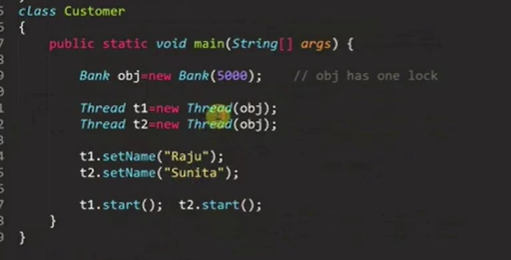 class Customer
{
public static void main(String[] args) {
Bank obj=new Bank(5000); // obj has one lock
Thread t1=new Thread(obj);
Thread t2=new Thread(obj);
t1.setName("Raju");
t2.setName("Sunita");
t1.start(); t2.start();
}
}